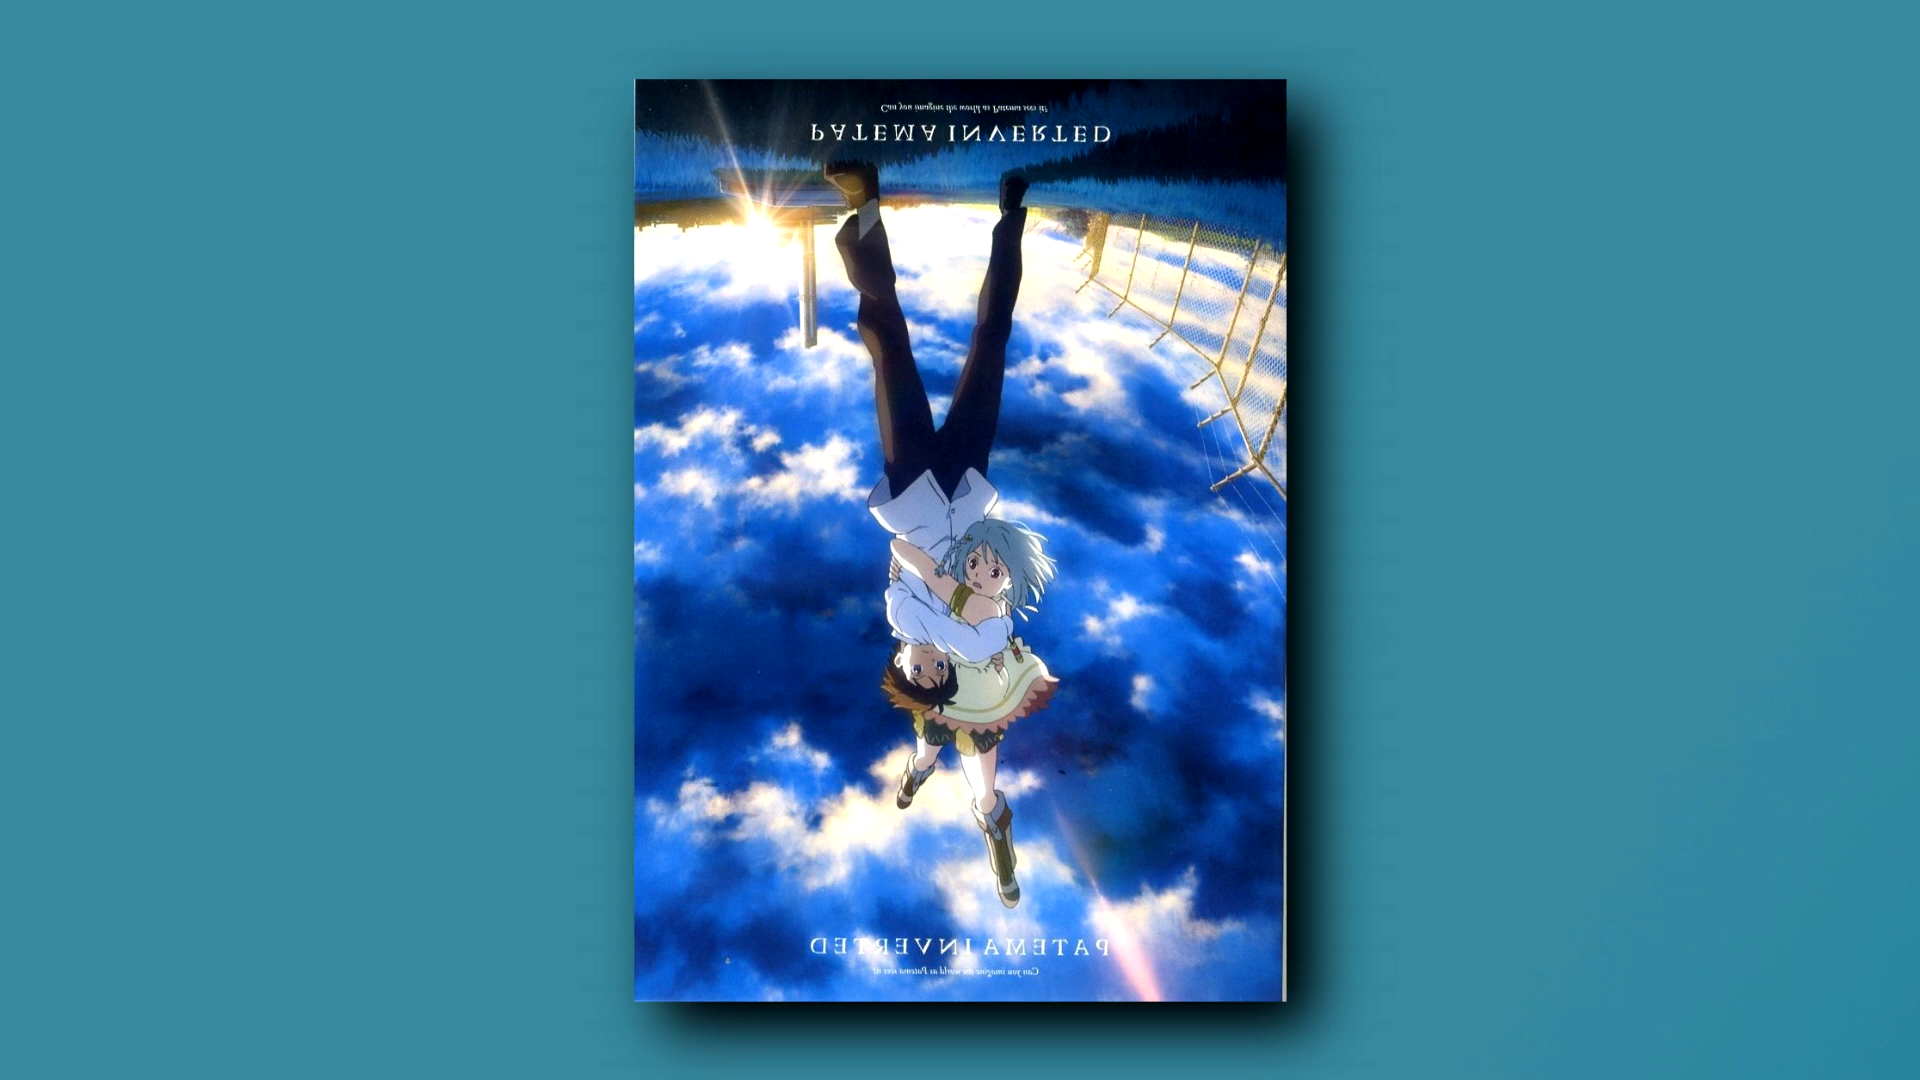 Can you imagine the world as Patema sees it?
PATEMA INVERTED
PATEMA INVERTED
Can you imagine the world as Patema sees it?